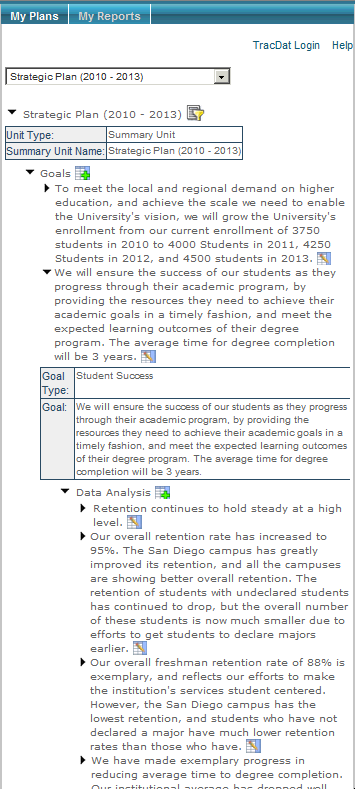 My Plans My Reports
TracDat Login Help
Strategic Plan (2010 - 2013)
Strategic Plan (2010 - 2013)
Unit Type: Summary Unit
Summary Unit Name: Strategic Plan (2010 - 2013)
Goals
To meet the local and regional demand on higher
education, and achieve the scale we need to enable
the University's vision, we will grow the University's
enrollment from our current enrollment of 3750
students in 2010 to 4000 Students in 2011, 4250
Students in 2012, and 4500 students in 2013.
We will ensure the success of our students as they
progress through their academic program, by
providing the resources they need to achieve their
academic goals in a timely fashion, and meet the
expected learning outcomes of their degree
program. The average time for degree completion
will be 3 years.
Goal Student Success
Type:
Goal: We will ensure the success of our students as they progress
through their academic program, by providing the
resources they need to achieve their academic goals in a
timely fashion, and meet the expected learning outcomes
of their degree program. The average time for degree
completion will be 3 years.
Data Analysis
Retention continues to hold steady at a high
level.
Our overall retention rate has increased to
95%. The San Diego campus has greatly
improved its retention, and all the campuses
are showing better overall retention. The
retention of students with undeclared students
has continued to drop, but the overall number
of these students is now much smaller due to
efforts to get students to declare majors
earlier.
Our overall freshman retention rate of 88% is
exemplary, and reflects our efforts to make
the institution's services student centered.
However, the San Diego campus has the
lowest retention, and students who have not
declared a major have much lower retention
rates than those who have.
We have made exemplary progress in
reducing average time to degree completion.
Our institutional average has dropped well